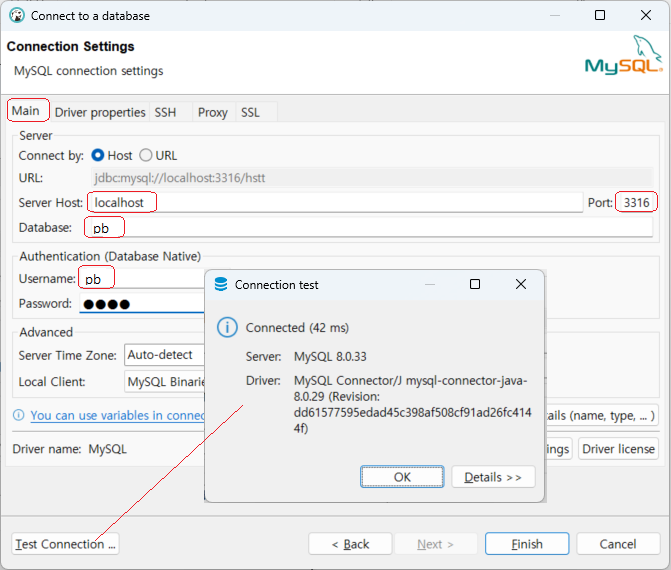 Connect to a database
Connection Settings
MySQL connection settings
MySQL
Main Driver properties SSH Proxy SSL
Server
Connect by: Host URL
URL: jdbc:mysql://localhost:3316/hstt
Server Host: localhost Port: 3316
Database: pb
Authentication (Database Native)
Username: pb
Password: ●●●●
Advanced
Server Time Zone: Auto-detect
Local Client: MySQL Binarie
You can use variables in connec
ails (name, type, ... )
Driver name: MySQL
ngs Driver license
Connection test
Connected (42 ms)
Server: MySQL 8.0.33
Driver: MySQL Connector/J mysql-connector-java-
8.0.29 (Revision:
dd61577595edad45c398af508cf91ad26fc414
4f)
OK Details >>
Test Connection ... < Back Next > Finish Cancel